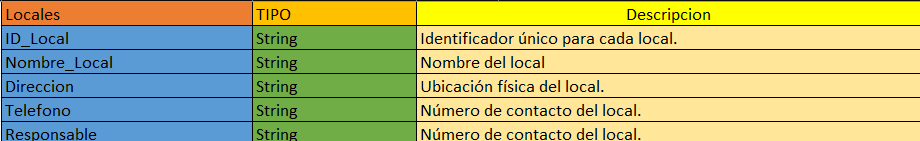 Locales TIPO Descripcion
ID_Local String Identificador único para cada local.
Nombre_Local String Nombre del local
Direccion String Ubicación física del local.
Telefono String Número de contacto del local.
Responsable String Número de contacto del local.